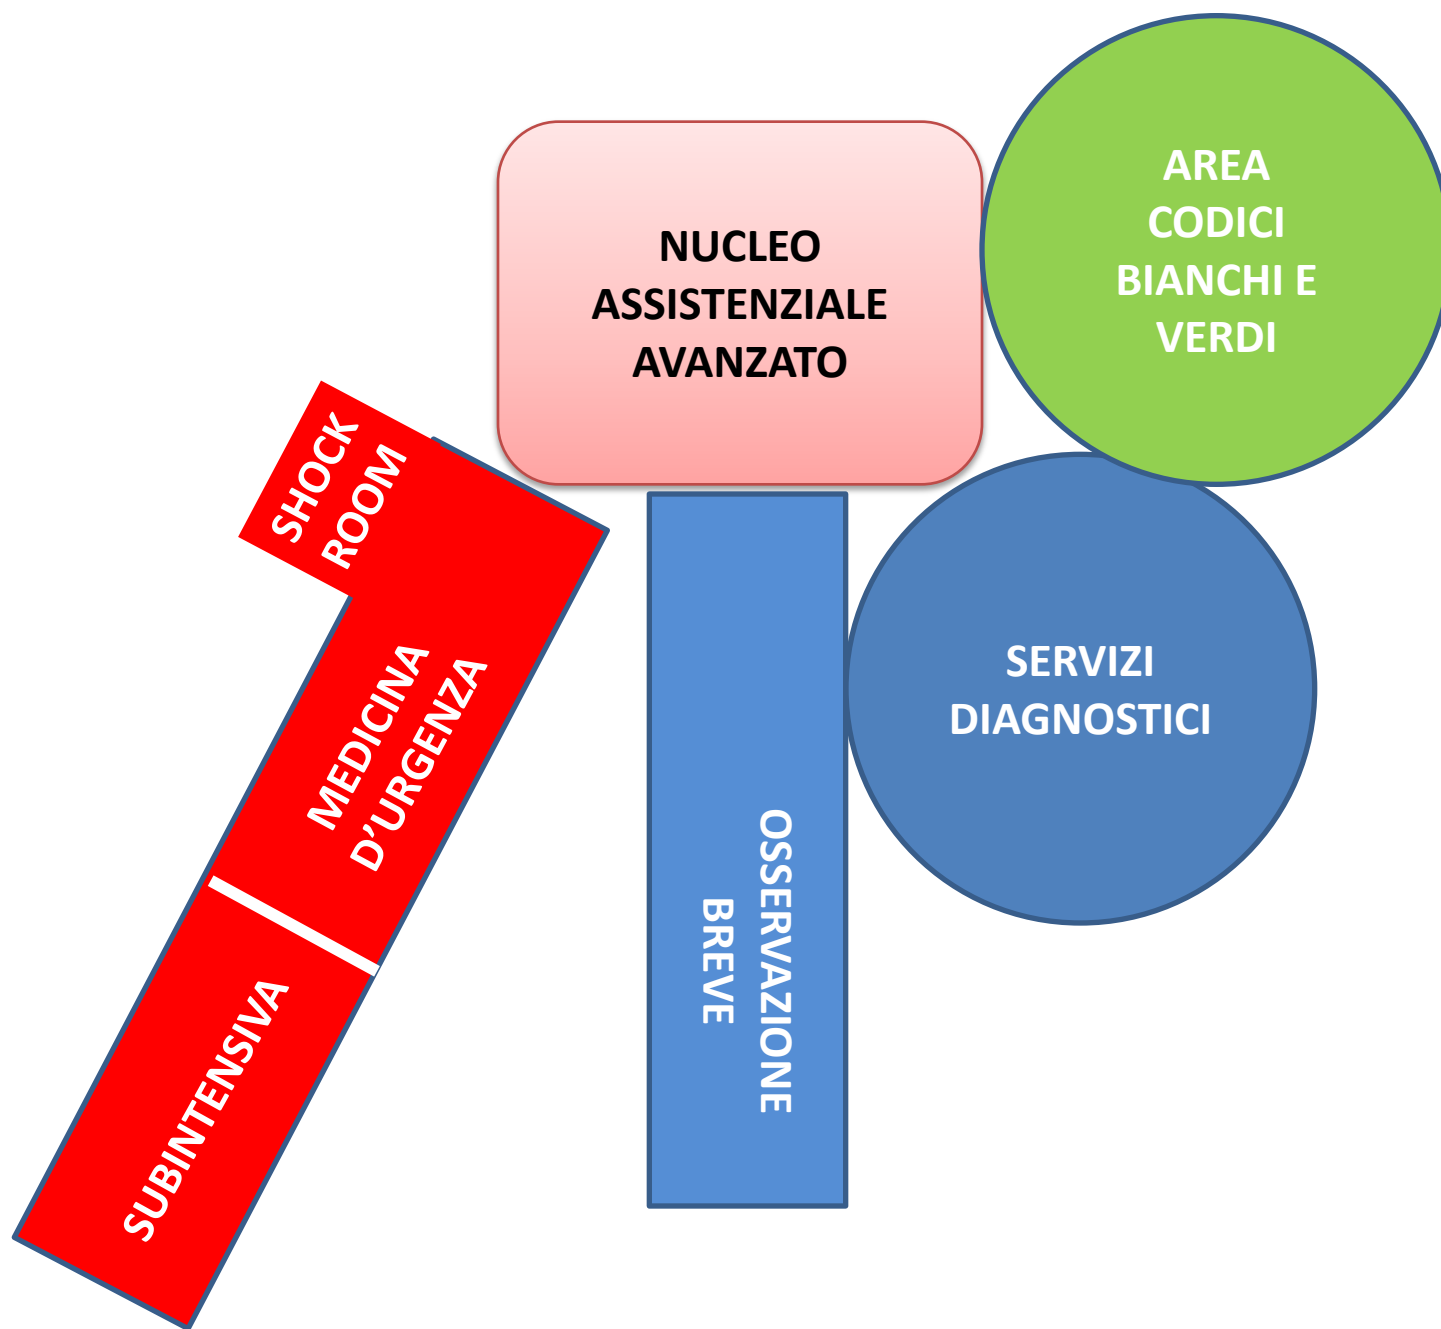 NUCLEO
ASSISTENZIALE
AVANZATO
AREA
CODICI
BIANCHI E
VERDI
SHOCK
ROOM
MEDICINA
D’URGENZA
SUBINTENSIVA
OSSERVAZIONE
BREVE
SERVIZI
DIAGNOSTICI